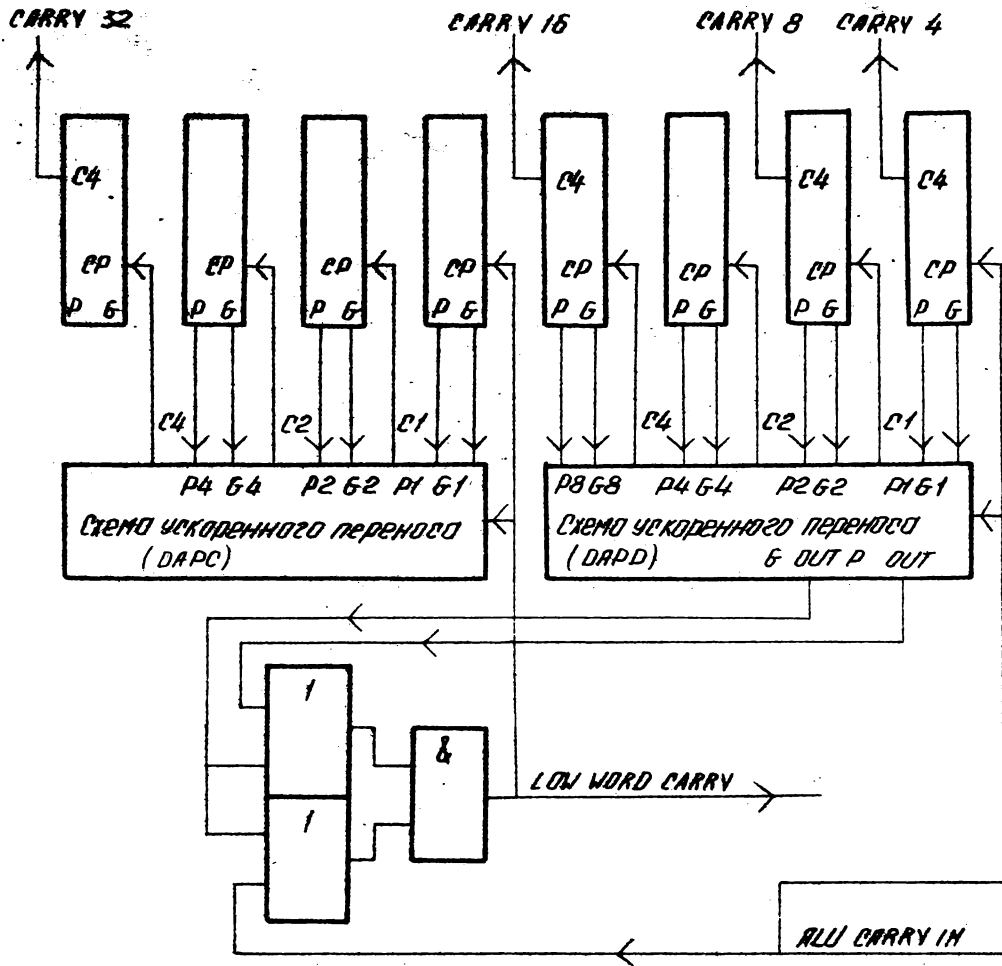 CARRY 32 CARRY 16 CARRY 8 CARRY 4
C4 C4 C4 C4
CP CP CP CP CP CP CP CP
P G P G P G P G P G P G P G P G
C4 C2 C1 C4 C2 C1
P4 G4 P2 G2 P1 G1 P8 G8 P4 G4 P2 G2 P1 G1
Схема ускоренного переноса Схема ускоренного переноса
(DAPC) (DAPD) G OUT P OUT
1
&
LOW WORD CARRY
1
ALU CARRY IN